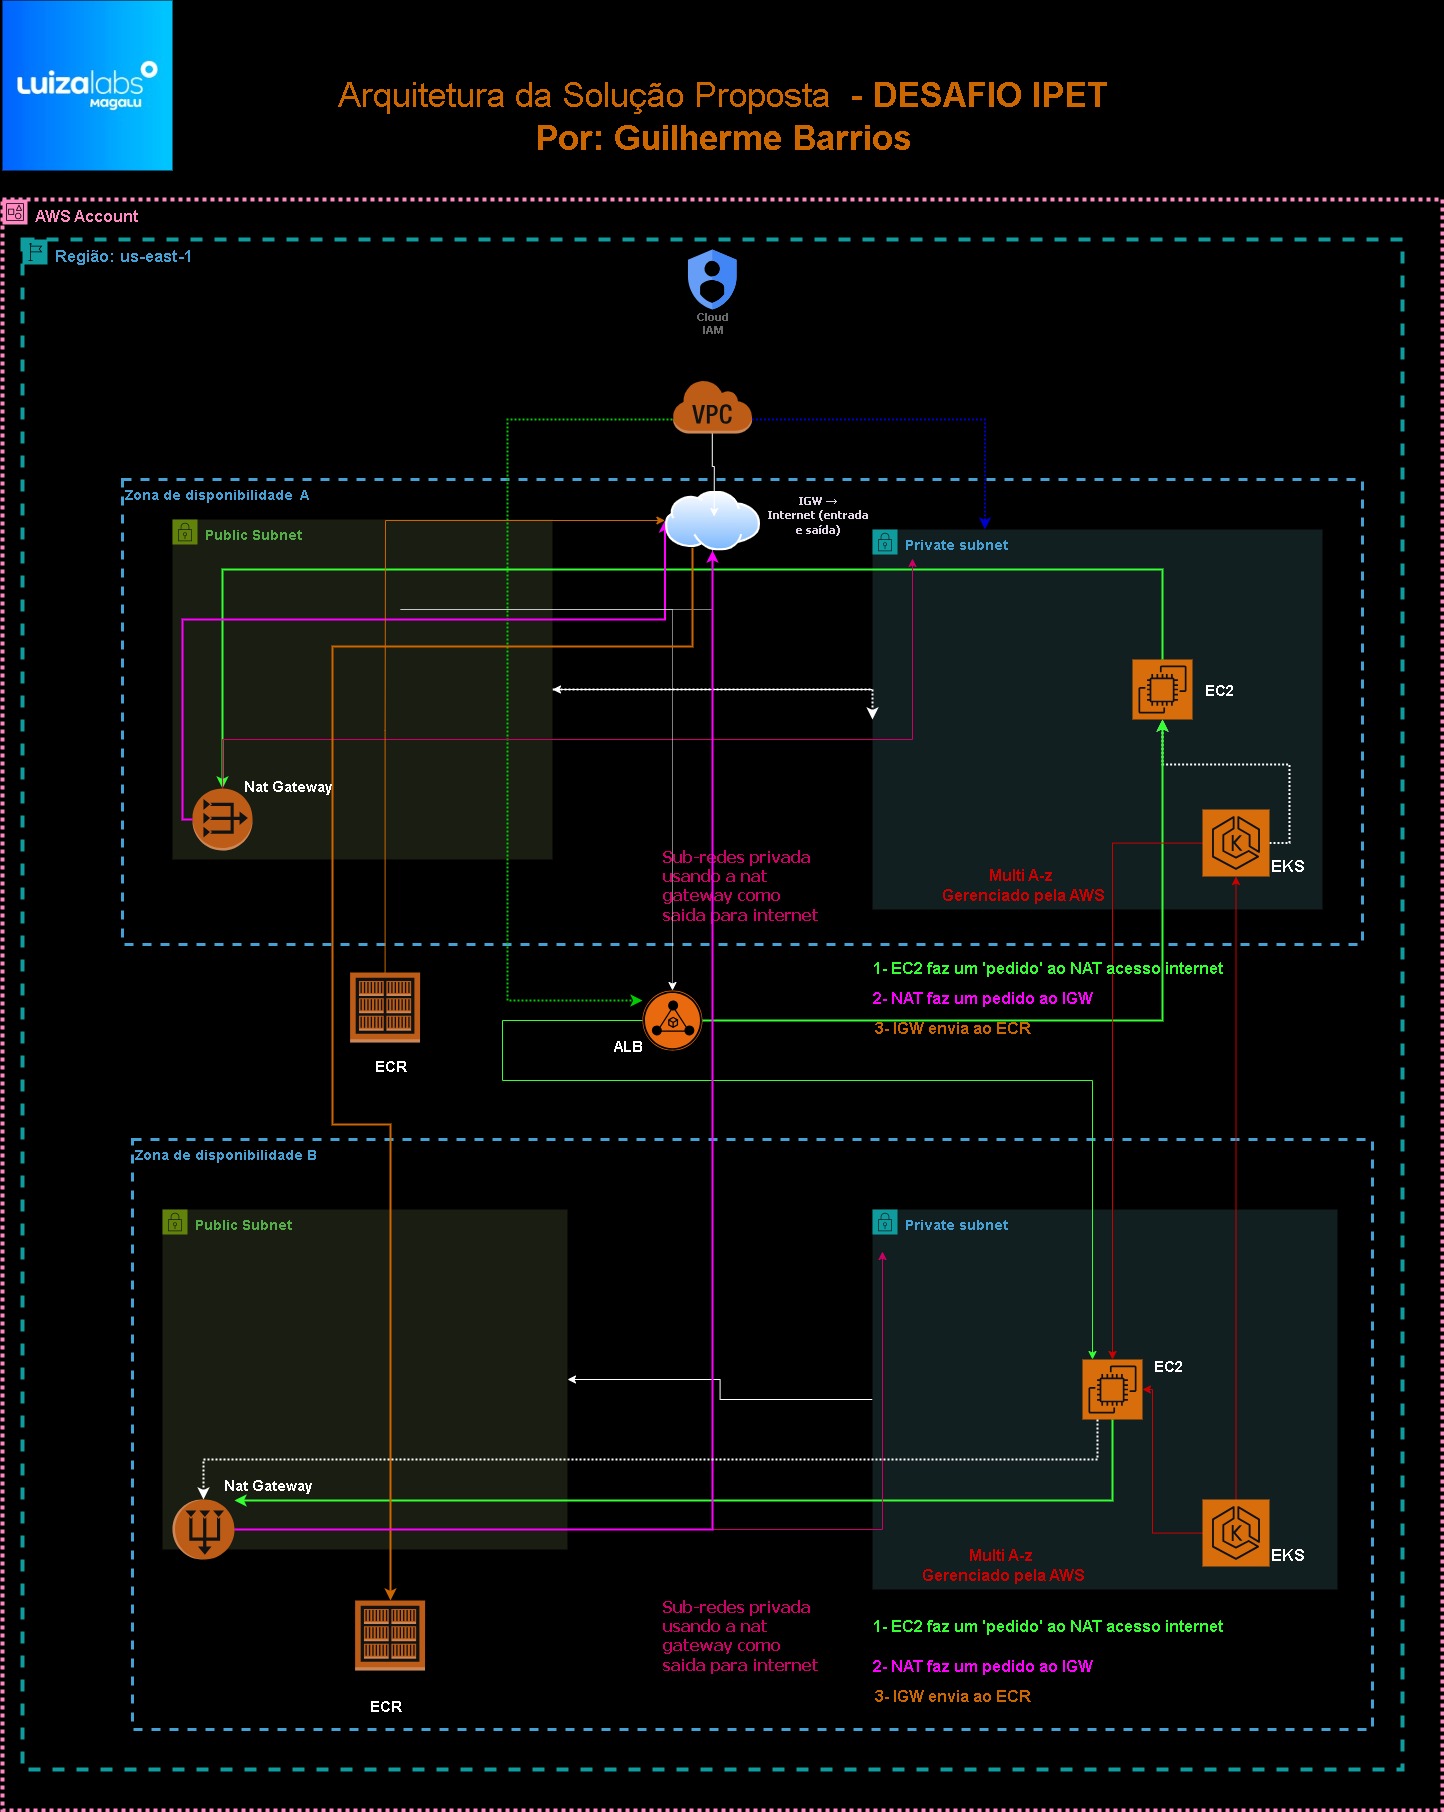 Luizalabs
MAGALU
Arquitetura da Solução Proposta - DESAFIO IPET
Por: Guilherme Barrios
AWS Account
Região: us-east-1
Cloud
IAM
VPC
Zona de disponibilidade A
IGW →
Internet (entrada
e saída)
Public Subnet
Private subnet
EC2
Nat Gateway
K
EKS
Sub-redes privada
usando a nat
gateway como
saida para internet
Multi A-z
Gerenciado pela AWS
1- EC2 faz um 'pedido' ao NAT acesso internet
2- NAT faz um pedido ao IGW
3- IGW envia ao ECR
ALB
ECR
Zona de disponibilidade B
Public Subnet
Private subnet
EC2
Nat Gateway
K
EKS
Multi A-z
Gerenciado pela AWS
Sub-redes privada
usando a nat
gateway como
saida para internet
1- EC2 faz um 'pedido' ao NAT acesso internet
2- NAT faz um pedido ao IGW
3- IGW envia ao ECR
ECR